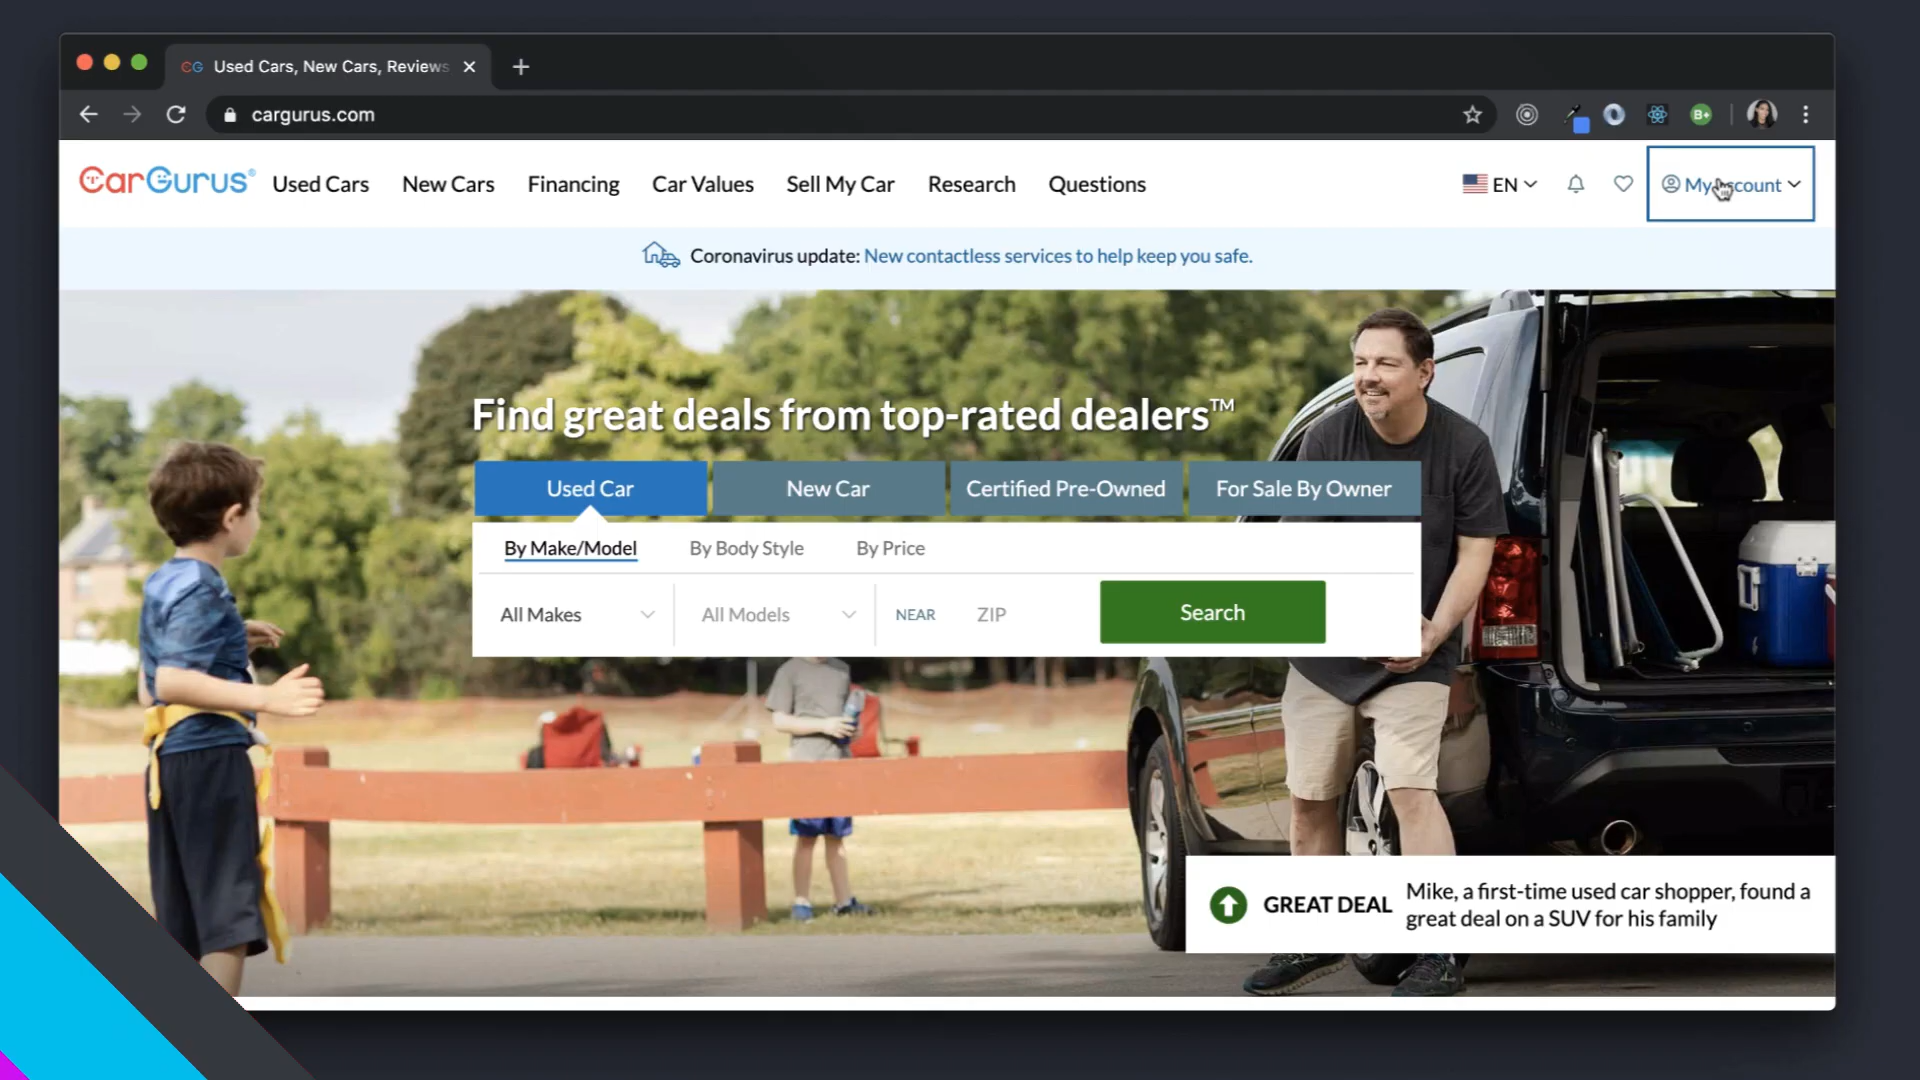 CG Used Cars, New Cars, Reviews
cargurus.com
B+
CarGurus®
Used Cars New Cars Financing Car Values Sell My Car Research Questions
EN
Coronavirus update: New contactless services to help keep you safe.
Find great deals from top-rated dealers™
Used Car New Car Certified Pre-Owned For Sale By Owner
By Make/Model By Body Style By Price
All Makes All Models NEAR ZIP Search
GREAT DEAL
Mike, a first-time used car shopper, found a
great deal on a SUV for his family